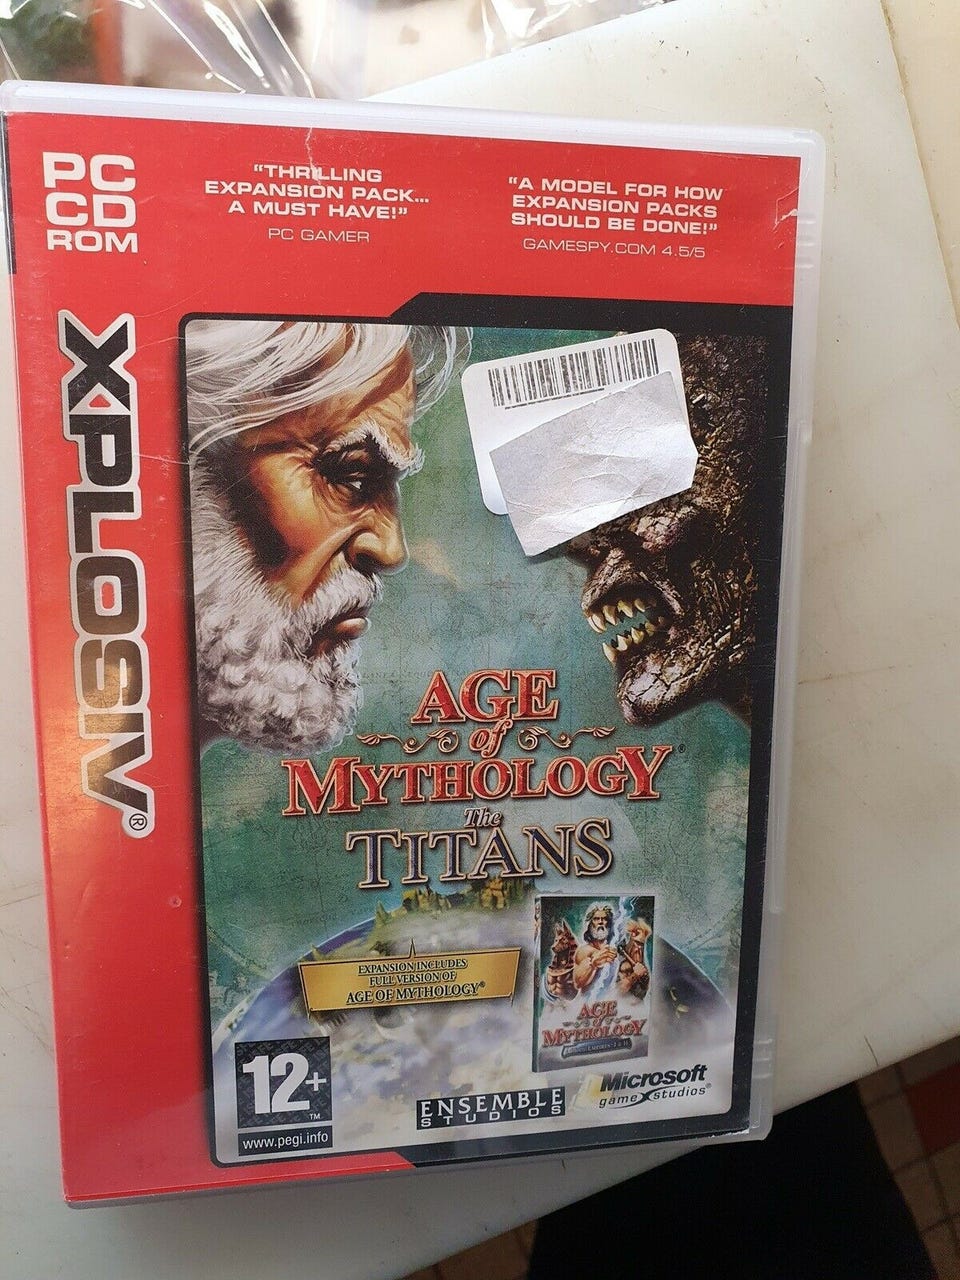 PC
CD
ROM
"THRILLING
EXPANSION PACK...
A MUST HAVE!"
PC GAMER
"A MODEL FOR HOW
EXPANSION PACKS
SHOULD BE DONE!"
GAMESPY.COM 4.5/5
XPLOSIV®
AGE
of
MYTHOLOGY®
The
TITANS
EXPANSION INCLUDES
FULL VERSION OF
AGE OF MYTHOLOGY®
AGE
of
MYTHOLOGY
12+
TM
www.pegi.info
ENSEMBLE
STUDIOS
Microsoft
game studios®